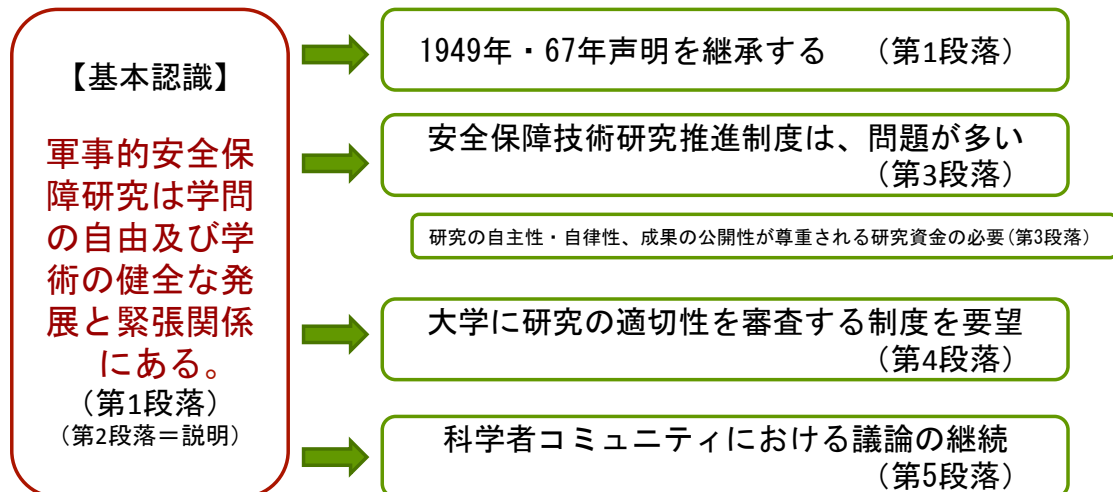 【基本認識】
軍事的安全保
障研究は学問
の自由及び学
術の健全な発
展と緊張関係
にある。
（第1段落）
（第2段落＝説明）
1949年・67年声明を継承する　（第1段落）
安全保障技術研究推進制度は、問題が多い
（第3段落）
研究の自主性・自律性、成果の公開性が尊重される研究資金の必要(第3段落)
大学に研究の適切性を審査する制度を要望
（第4段落）
科学者コミュニティにおける議論の継続
（第5段落）